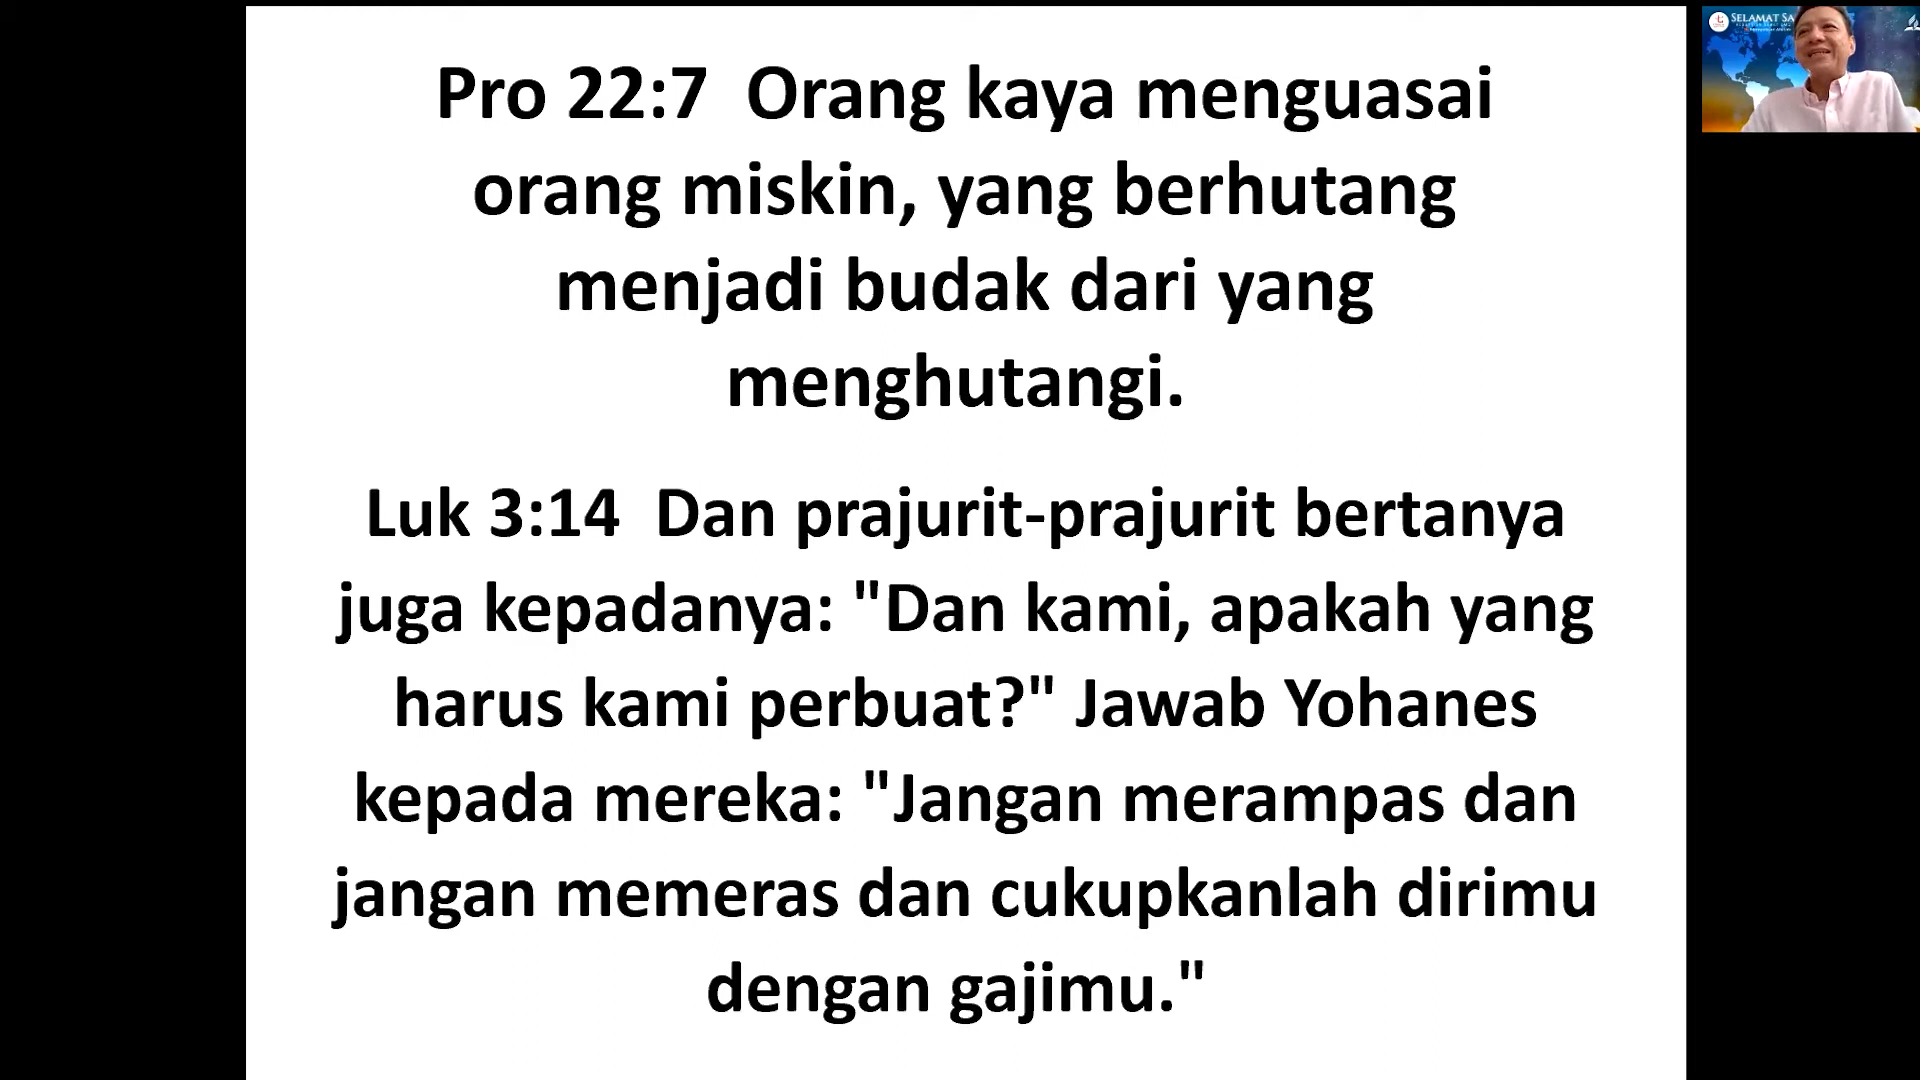 Pro 22:7  Orang kaya menguasai
orang miskin, yang berhutang
menjadi budak dari yang
menghutangi.
Luk 3:14  Dan prajurit-prajurit bertanya
juga kepadanya: "Dan kami, apakah yang
harus kami perbuat?" Jawab Yohanes
kepada mereka: "Jangan merampas dan
jangan memeras dan cukupkanlah dirimu
dengan gajimu."
SELAMAT SA